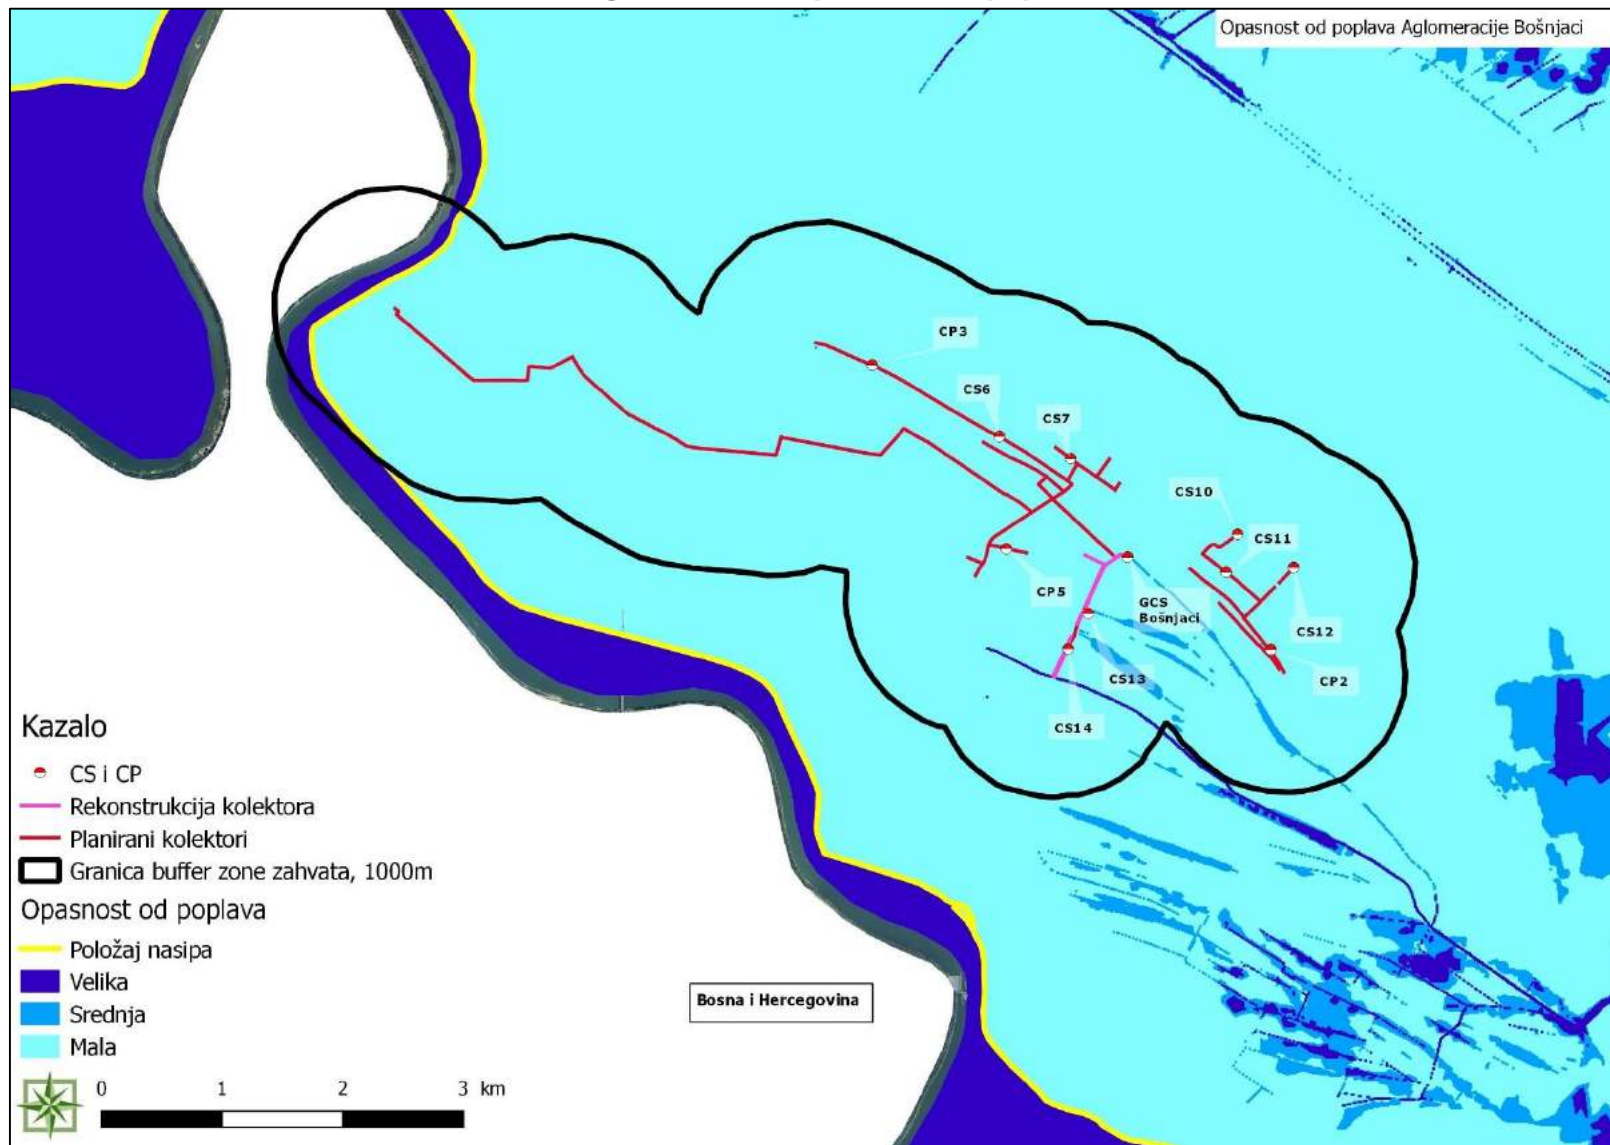 Opasnost od poplava Aglomeracije Bošnjaci
CP3
CS6
CS7
CS10
CS11
CP5
GCS
Bošnjaci
CS12
CS13
CP2
CS14
Kazalo
CS i CP
Rekonstrukcija kolektora
Planirani kolektori
Granica buffer zone zahvata, 1000m
Opasnost od poplava
Položaj nasipa
Velika
Srednja
Mala
Bosna i Hercegovina
0 1 2 3 km